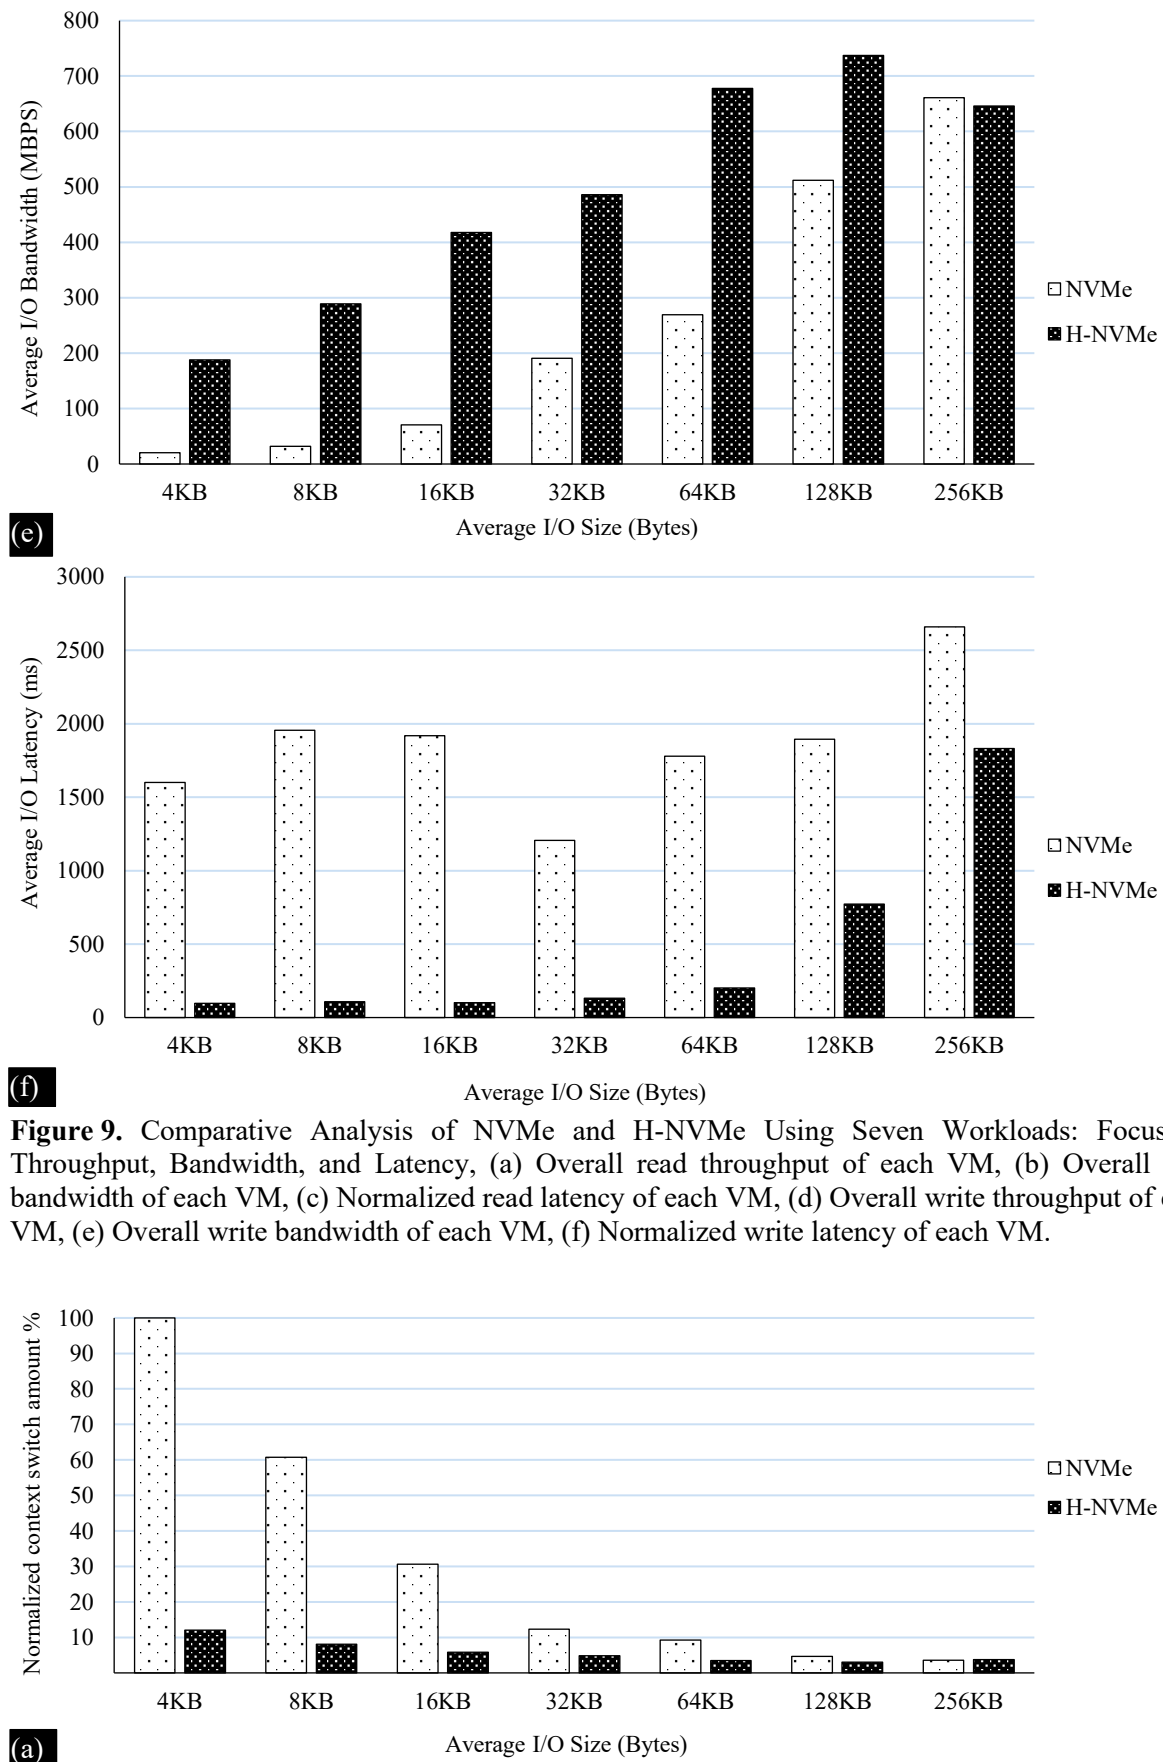 800
700
600
500
400
300
200
100
0
Average I/O Bandwidth (MBPS)
4KB 8KB 16KB 32KB 64KB 128KB 256KB
Average I/O Size (Bytes)
NVMe
H-NVMe
(e)
3000
2500
2000
1500
1000
500
0
Average I/O Latency (ms)
4KB 8KB 16KB 32KB 64KB 128KB 256KB
Average I/O Size (Bytes)
NVMe
H-NVMe
(f)
Figure 9. Comparative Analysis of NVMe and H-NVMe Using Seven Workloads: Focus
Throughput, Bandwidth, and Latency, (a) Overall read throughput of each VM, (b) Overall
bandwidth of each VM, (c) Normalized read latency of each VM, (d) Overall write throughput of
VM, (e) Overall write bandwidth of each VM, (f) Normalized write latency of each VM.
100
90
80
70
60
50
40
30
20
10
Normalized context switch amount %
4KB 8KB 16KB 32KB 64KB 128KB 256KB
Average I/O Size (Bytes)
NVMe
H-NVMe
(a)